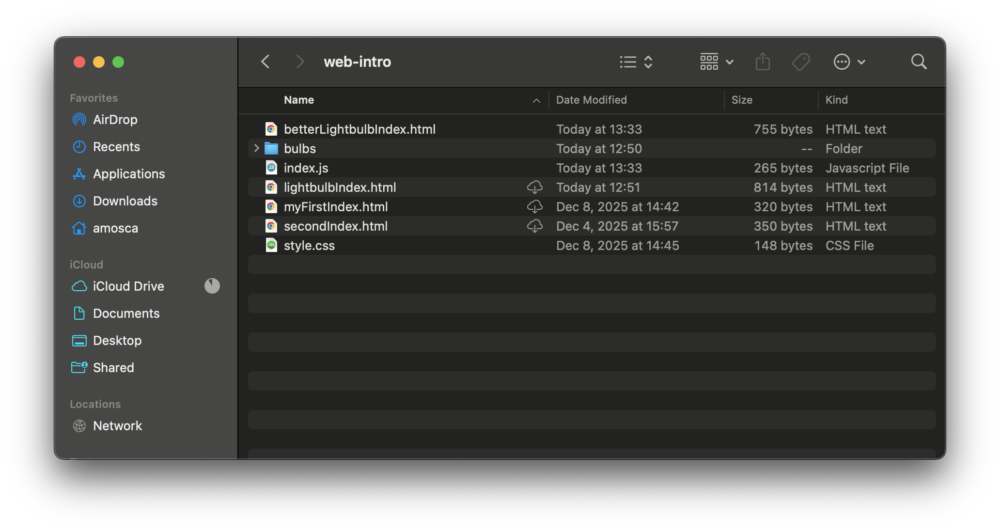 web-intro
Favorites
AirDrop
Recents
Applications
Downloads
amosca
iCloud
iCloud Drive
Documents
Desktop
Shared
Locations
Network
Name Date Modified Size Kind
betterLightbulbIndex.html Today at 13:33 755 bytes HTML text
bulbs Today at 12:50 -- Folder
index.js Today at 13:33 265 bytes Javascript File
lightbulbIndex.html Today at 12:51 814 bytes HTML text
myFirstIndex.html Dec 8, 2025 at 14:42 320 bytes HTML text
secondIndex.html Dec 4, 2025 at 15:57 350 bytes HTML text
style.css Dec 8, 2025 at 14:45 148 bytes CSS File